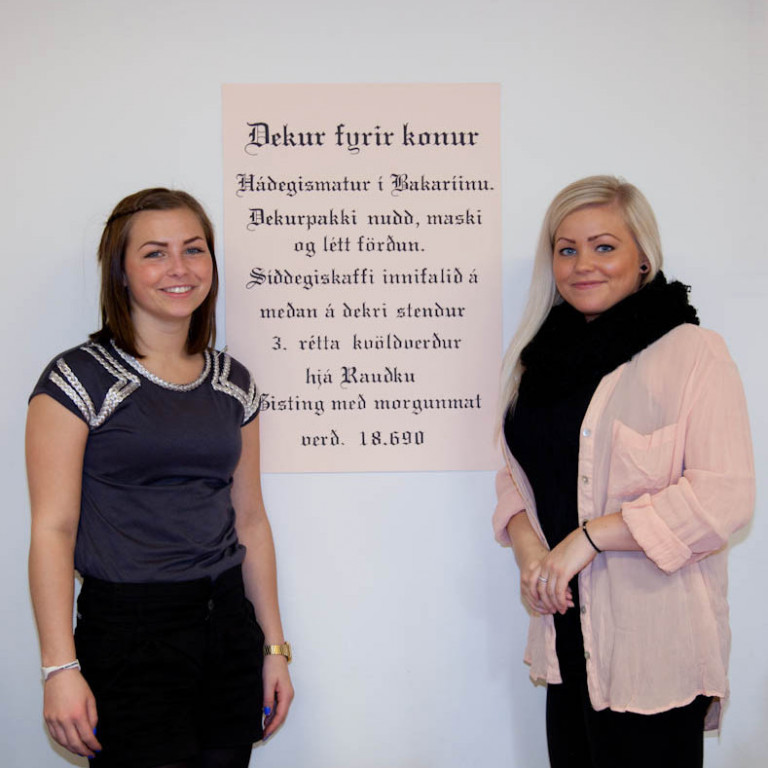 Dekur fyrir konur
Hádegismatur í Bakaríinu.
Dekurpakki nudd, maski
og létt förðun.
Síddegiskaffi innifalið á
meðan á dekri stendur
3. rétta kvöldverður
hjá Rauðku
Gisting með morgunmat
verð. 18.690